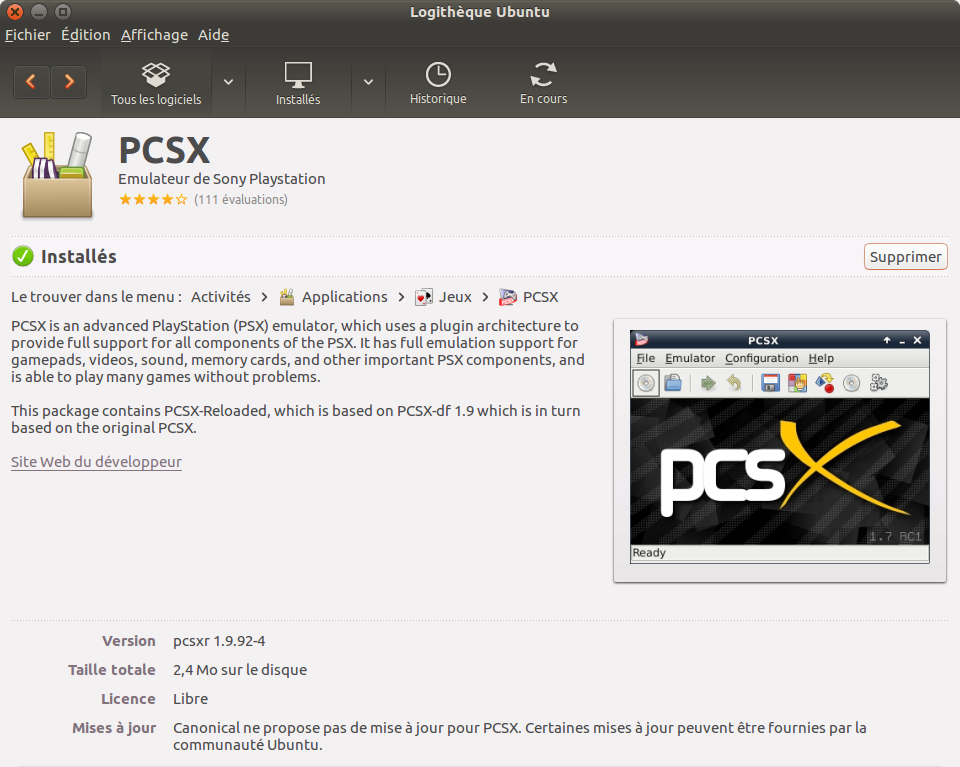 Logithèque Ubuntu
Fichier Édition Affichage Aide
Tous les logiciels
Installés
Historique
En cours
PCSX
Emulateur de Sony Playstation
(111 évaluations)
Installés
Supprimer
Le trouver dans le menu : Activités > Applications > Jeux > PCSX
PCSX is an advanced PlayStation (PSX) emulator, which uses a plugin architecture to
provide full support for all components of the PSX. It has full emulation support for
gamepads, videos, sound, memory cards, and other important PSX components, and
is able to play many games without problems.
This package contains PCSX-Reloaded, which is based on PCSX-df 1.9 which is in turn
based on the original PCSX.
Site Web du développeur
PCSX
File Emulator Configuration Help
pcsx
1.7 RC1
Ready
Version pcsxr 1.9.92-4
Taille totale 2,4 Mo sur le disque
Licence Libre
Mises à jour Canonical ne propose pas de mise à jour pour PCSX. Certaines mises à jour peuvent être fournies par la
communauté Ubuntu.